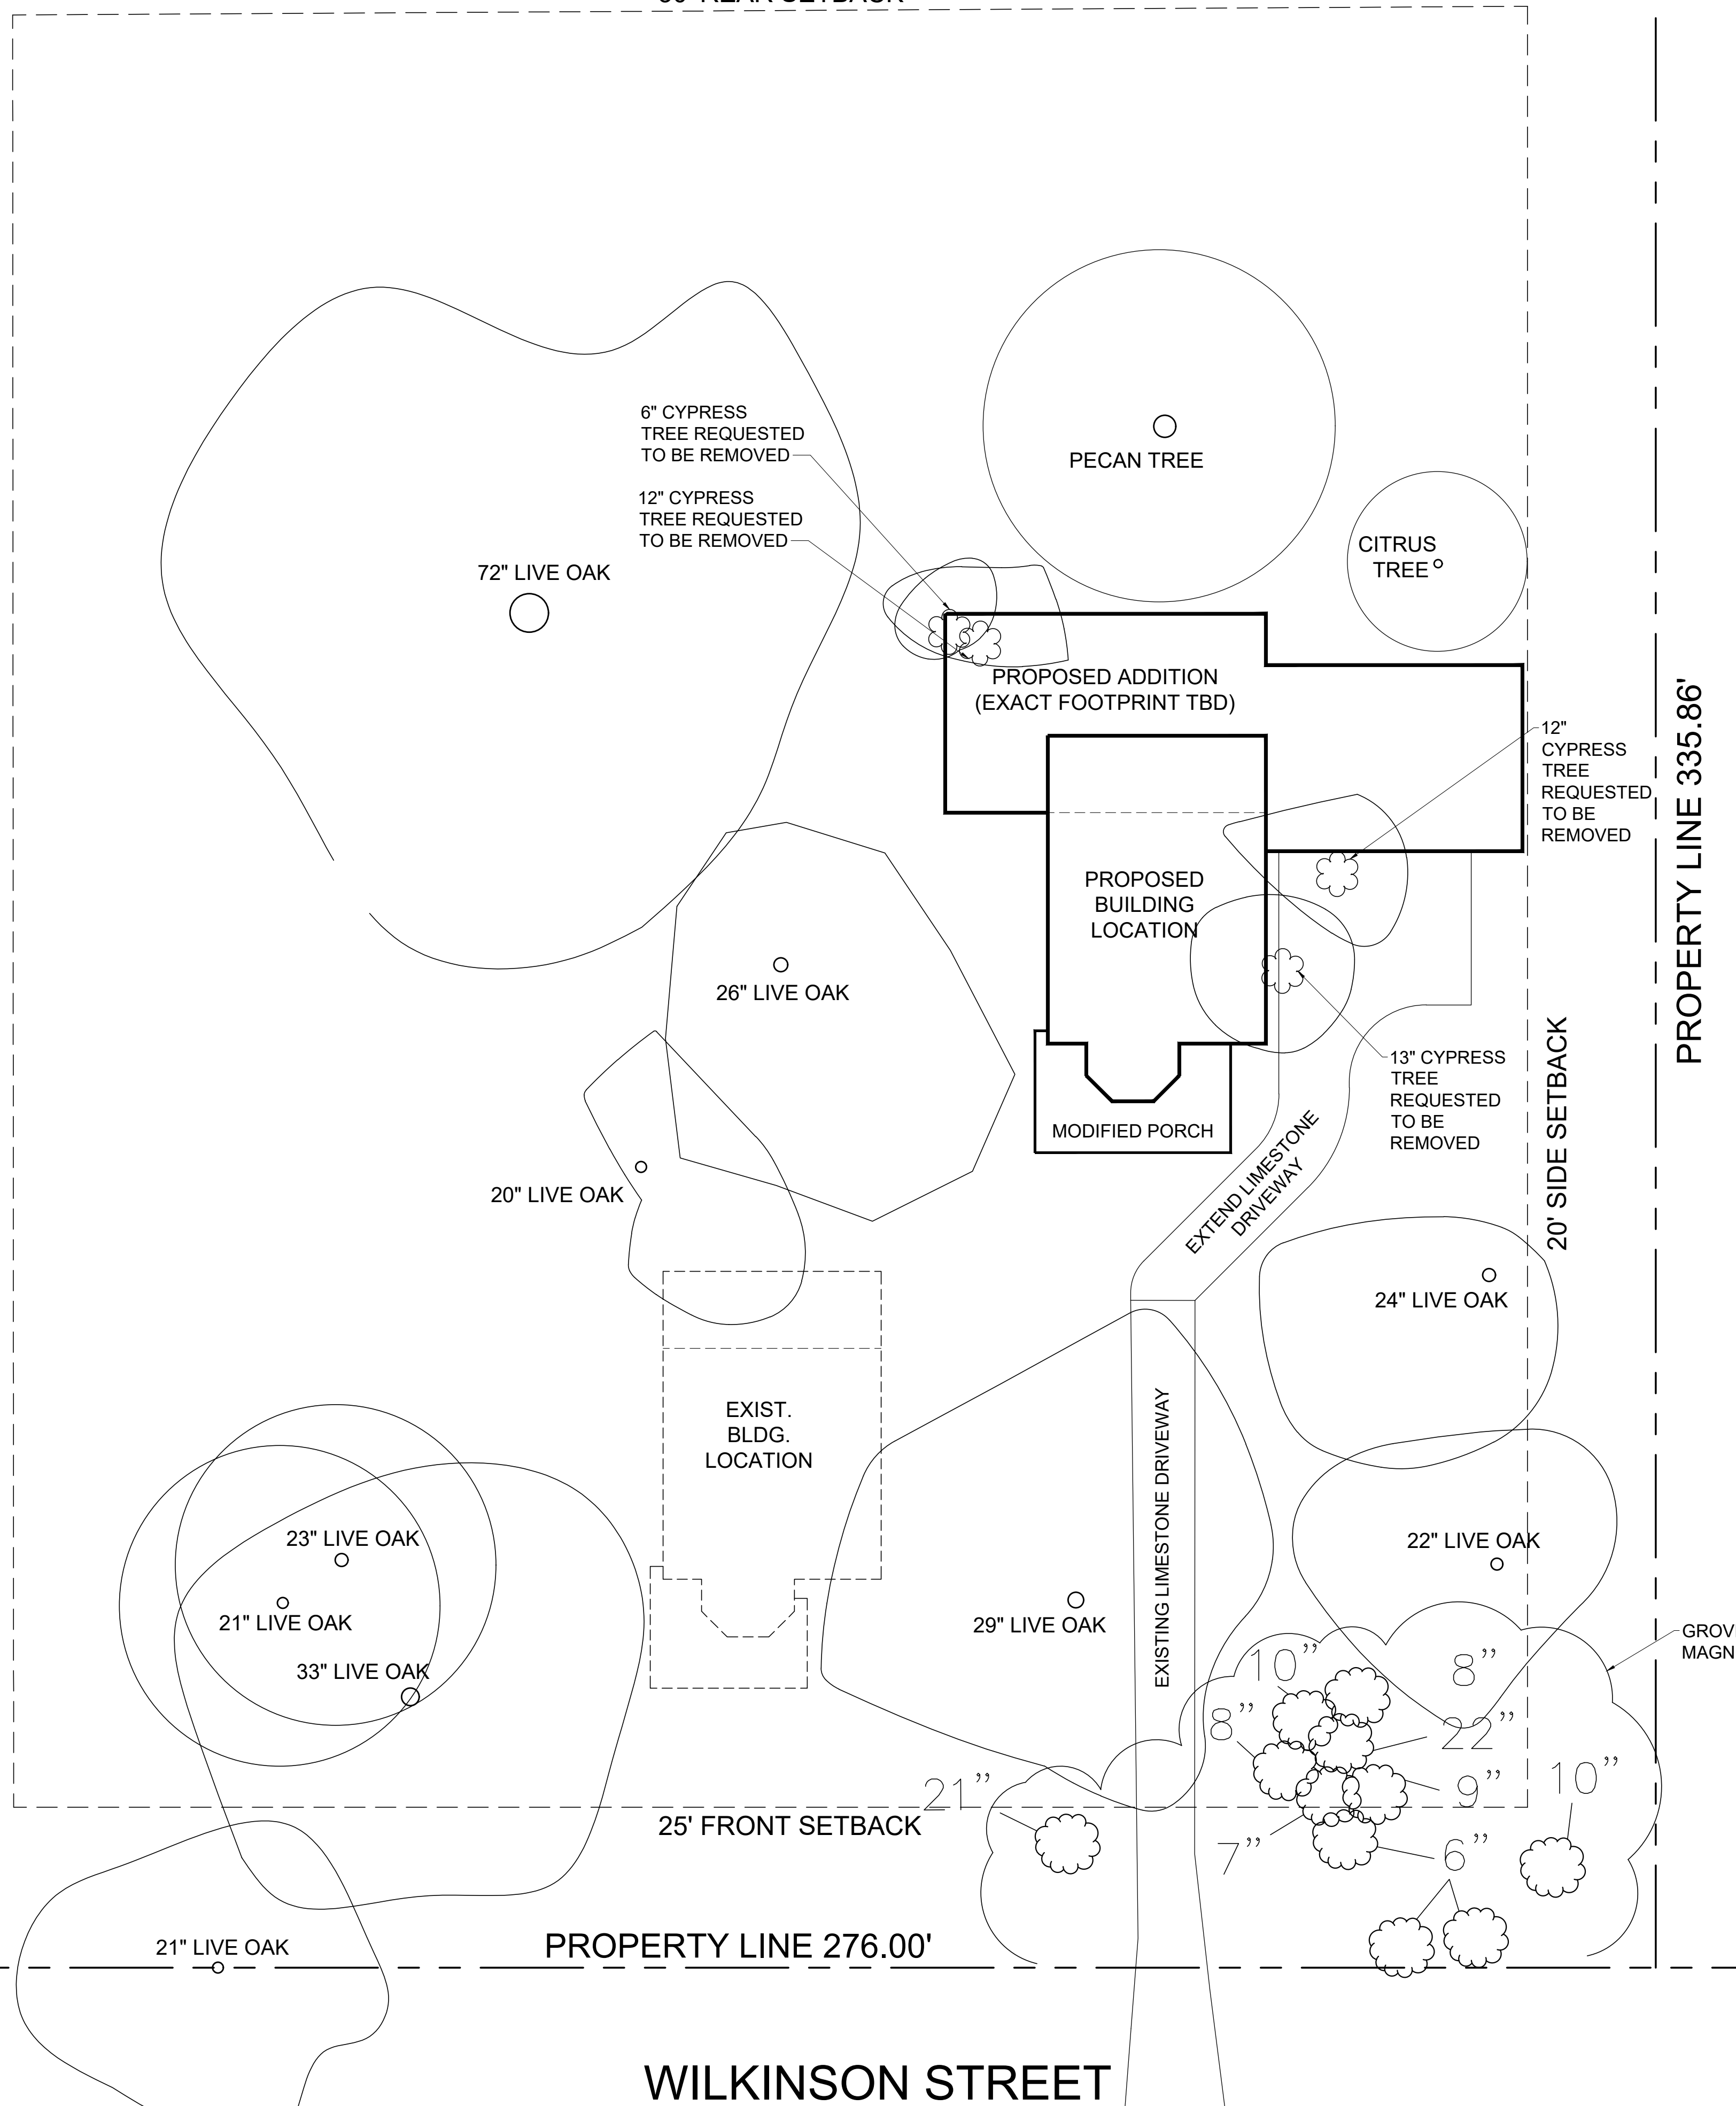 6" CYPRESS
TREE REQUESTED
TO BE REMOVED
12" CYPRESS
TREE REQUESTED
TO BE REMOVED
72" LIVE OAK
PECAN TREE
CITRUS
TREE
PROPOSED ADDITION
(EXACT FOOTPRINT TBD)
12"
CYPRESS
TREE
REQUESTED
TO BE
REMOVED
PROPERTY LINE 335.86'
PROPOSED
BUILDING
LOCATION
26" LIVE OAK
13" CYPRESS
TREE
REQUESTED
TO BE
REMOVED
20' SIDE SETBACK
MODIFIED PORCH
EXTEND LIMESTONE
DRIVEWAY
20" LIVE OAK
24" LIVE OAK
EXIST.
BLDG.
LOCATION
EXISTING LIMESTONE DRIVEWAY
23" LIVE OAK
22" LIVE OAK
21" LIVE OAK
29" LIVE OAK
33" LIVE OAK
GROV
MAGN
10”
8”
8”
22”
21”
9”
10”
25' FRONT SETBACK
7”
6”
PROPERTY LINE 276.00'
21" LIVE OAK
WILKINSON STREET